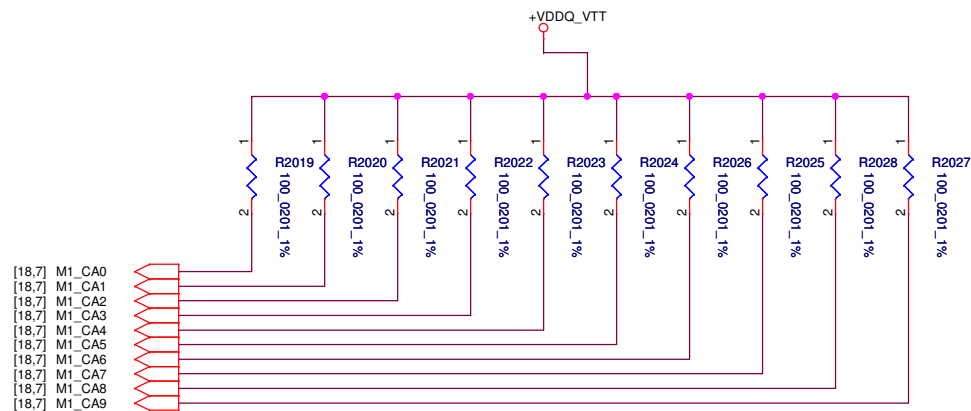 +VDDQ_VTT
1 1 1 1 1 1 1 1 1 1
R2019 R2020 R2021 R2022 R2023 R2024 R2026 R2025 R2028 R2027
100_0201_1% 100_0201_1% 100_0201_1% 100_0201_1% 100_0201_1% 100_0201_1% 100_0201_1% 100_0201_1% 100_0201_1% 100_0201_1%
2 2 2 2 2 2 2 2 2 2
[18,7] M1_CA0
[18,7] M1_CA1
[18,7] M1_CA2
[18,7] M1_CA3
[18,7] M1_CA4
[18,7] M1_CA5
[18,7] M1_CA6
[18,7] M1_CA7
[18,7] M1_CA8
[18,7] M1_CA9